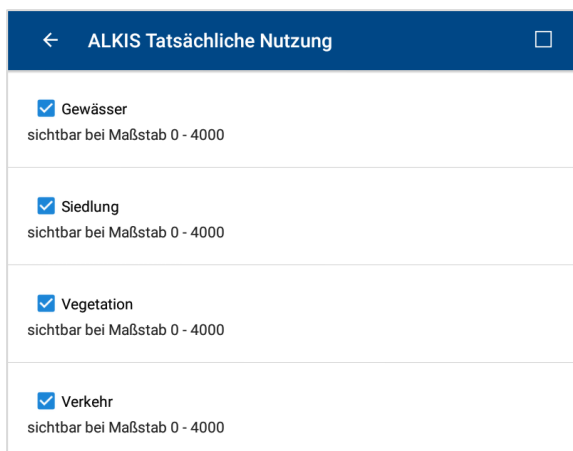 ALKIS Tatsächliche Nutzung
Gewässer
sichtbar bei Maßstab 0 - 4000
Siedlung
sichtbar bei Maßstab 0 - 4000
Vegetation
sichtbar bei Maßstab 0 - 4000
Verkehr
sichtbar bei Maßstab 0 - 4000